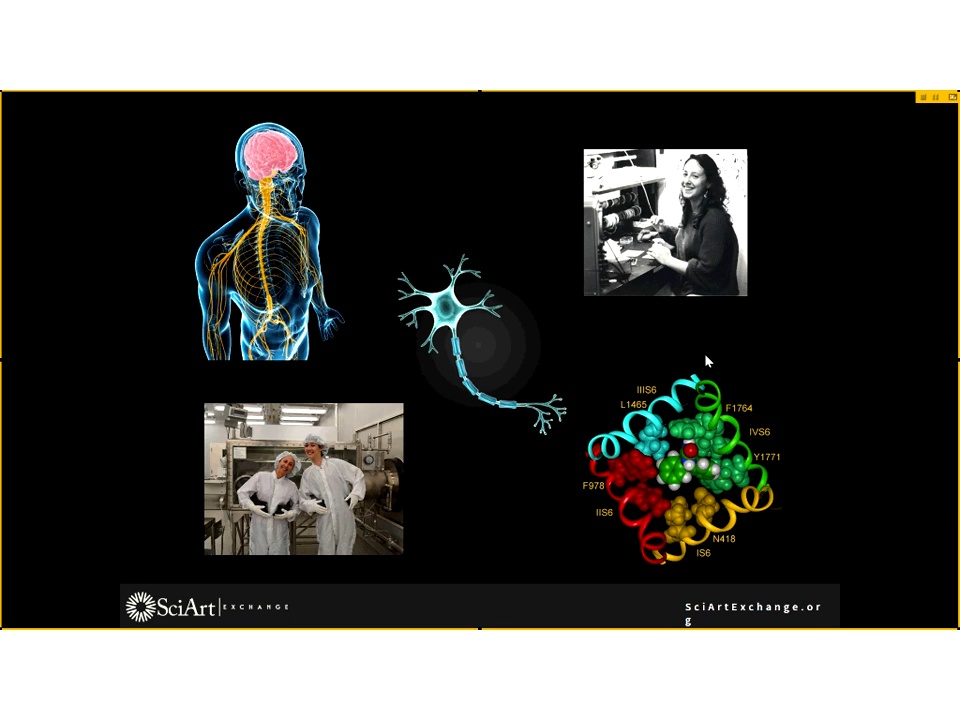 IIIS6
L1465
F1764
IVS6
Y1771
F978
IIS6
N418
IS6
SciArt EXCHANGE
SciArtExchange.or
g